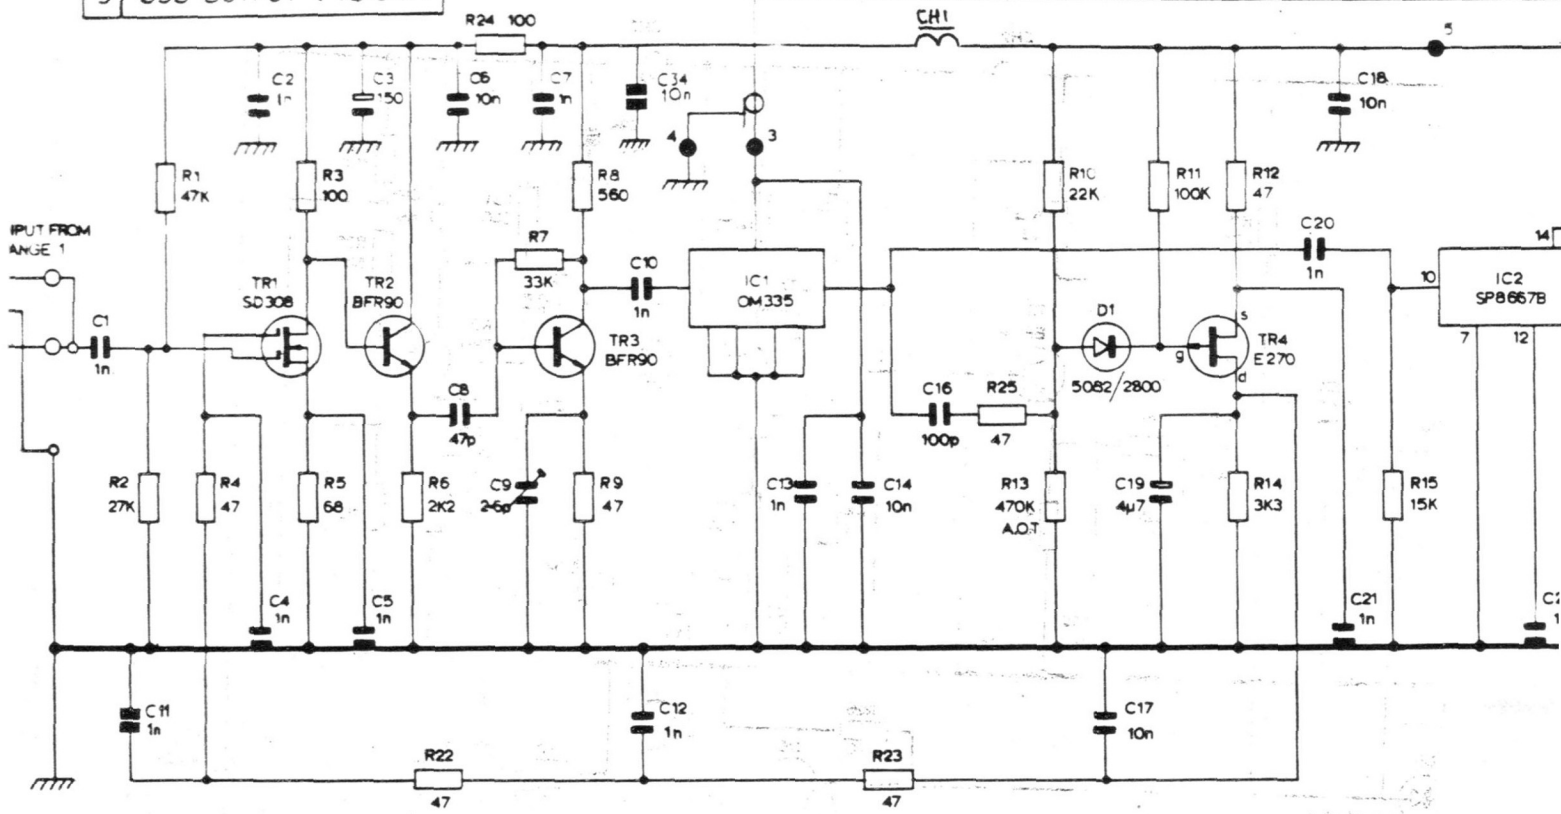 R24 100
CH1
5
C2
1n
C3
150
C6
10n
C7
1n
C34
10n
C18
10n
4
3
R1
47K
R3
100
R8
560
R10
22K
R11
100K
R12
47
IPUT FROM
ANGE 1
R7
33K
C10
1n
C20
1n
14
10
TR1
SD308
TR2
BFR90
IC1
OM335
IC2
SP8667B
C1
1n
TR3
BFR90
D1
5082/2800
s
g
d
TR4
E270
7
12
C8
47p
C16
100p
R25
47
R2
27K
R4
47
R5
68
R6
2K2
C9
2-6p
R9
47
C13
1n
C14
10n
R13
470K
A.O.T
C19
4µ7
R14
3K3
R15
15K
C4
1n
C5
1n
C21
1n
C11
1n
C12
1n
C17
10n
R22
47
R23
47